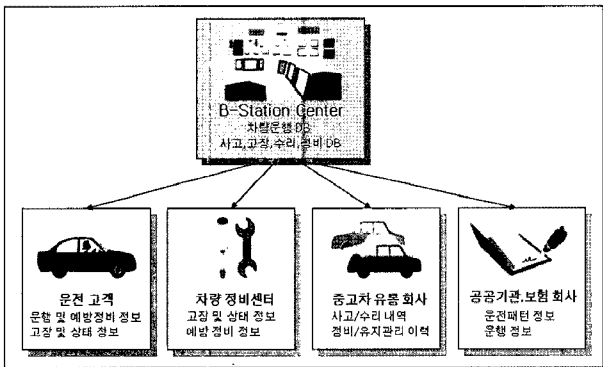 B-Station Center
차량운행 DB
사고,고장,수리,정비 DB
운전 고객
운행 및 예방정비 정보
고장 및 상태 정보
차량 정비센터
고장 및 상태 정보
예방 정비 정보
중고차 유통 회사
사고/수리 내역
정비/유지관리 이력
공공기관,보험 회사
운전패턴 정보
운행 정보